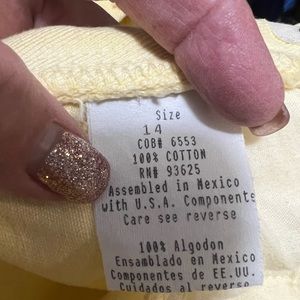 Size
14
COB# 6553
100% COTTON
RN# 93625
Assembled in Mexico
with U.S.A. Components
Care see reverse
100% Algodon
Ensamblado en Mexico
Componentes de EE.UU.
Cuidados al reverso